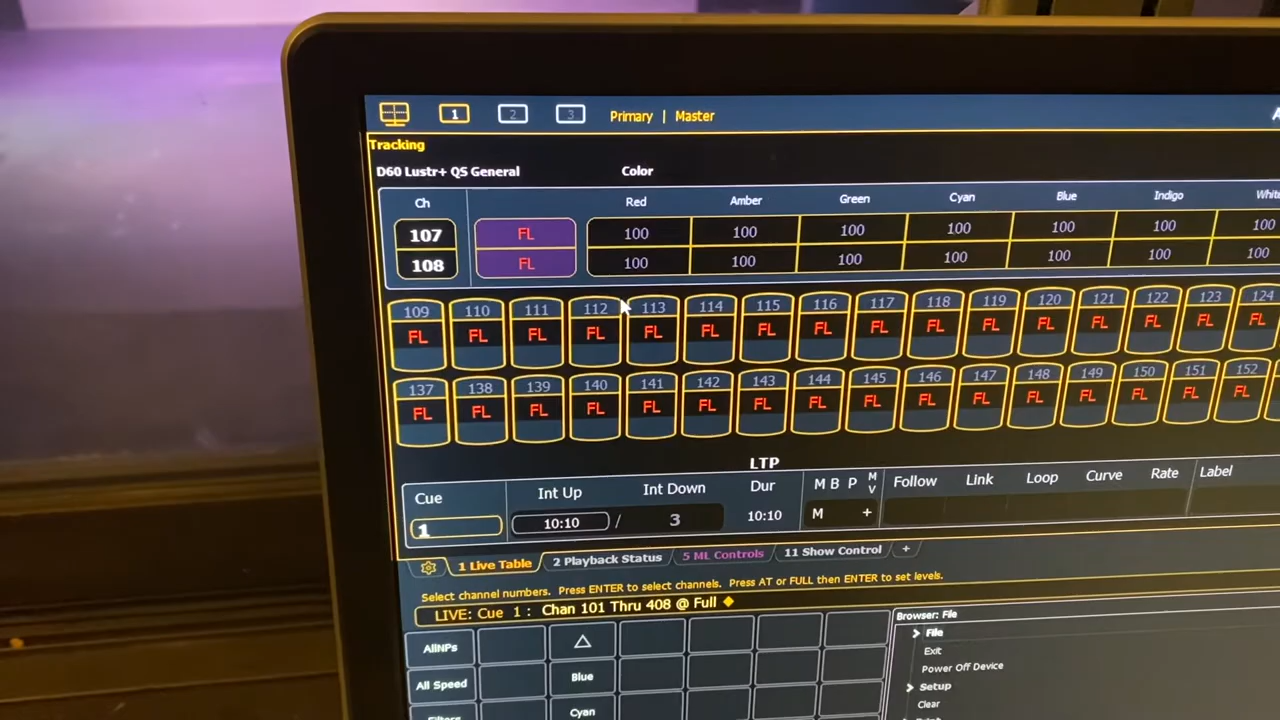 1 2 3 Primary | Master
Tracking
D60 Lustr+ QS General Color
Ch Red Amber Green Cyan Blue Indigo
107 FL 100 100 100 100 100 100 100
108 FL 100 100 100 100 100 100 100
109 110 111 112 113 114 115 116 117 118 119 120 121 122 123 124
FL FL FL FL FL FL FL FL FL FL FL FL FL FL FL FL
137 138 139 140 141 142 143 144 145 146 147 148 149 150 151 152
FL FL FL FL FL FL FL FL FL FL FL FL FL FL FL FL
LTP
Cue Int Up Int Down Dur M B P M V Follow Link Loop Curve Rate Label
1 10:10 / 3 10:10 M +
1 Live Table 2 Playback Status 5 ML Controls 11 Show Control +
Select channel numbers. Press ENTER to select channels. Press AT or FULL then ENTER to set levels.
LIVE: Cue 1 : Chan 101 Thru 408 @ Full
AllNPs
All Speed Blue
Cyan
Browser: File
File
Exit
Power Off Device
Setup
Clear